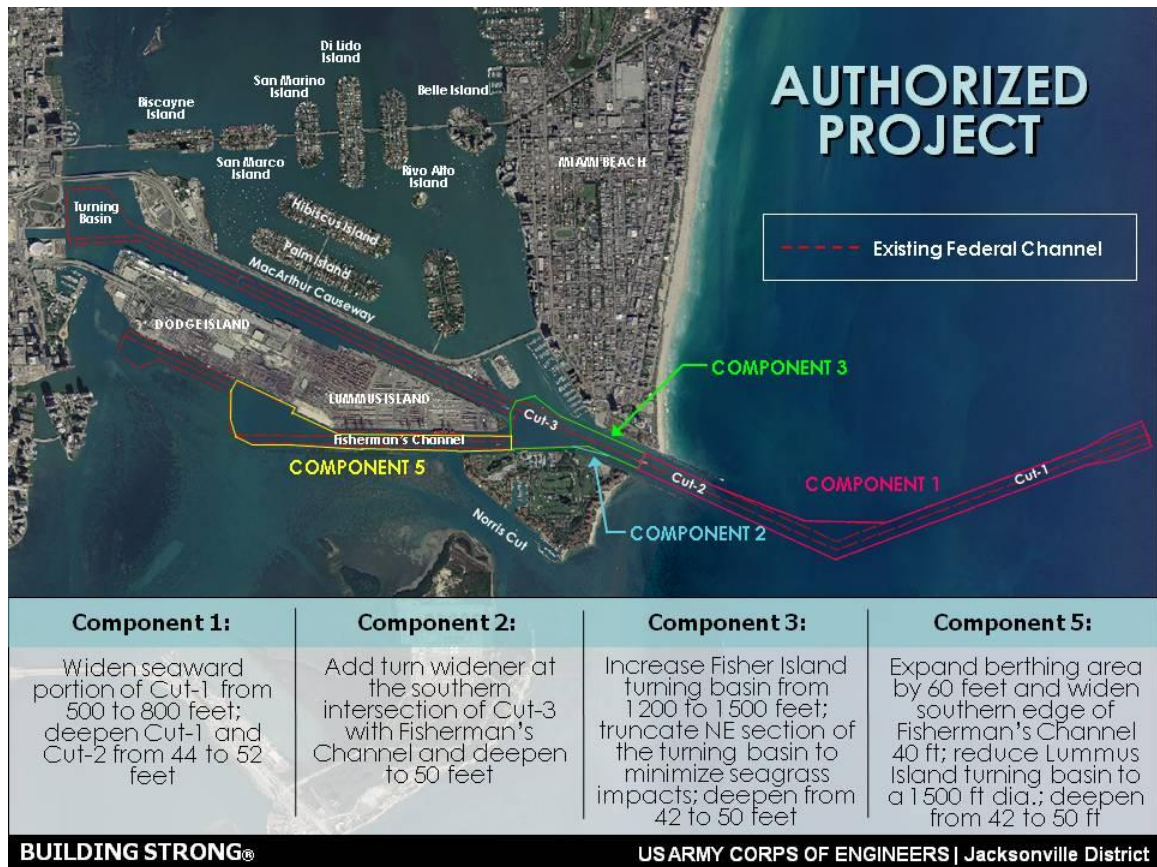 AUTHORIZED
PROJECT
Existing Federal Channel
Di Lido
Island
San Marino
Island
Belle Island
Biscayne
Island
San Marco
Island
Rivo Alto
Island
MIAMI BEACH
Turning
Basin
Hibiscus Island
Palm Island
MacArthur Causeway
DODGE ISLAND
LUMMUS ISLAND
Cut-3
COMPONENT 3
Fisherman's Channel
COMPONENT 5
Cut-2
COMPONENT 1
Cut-1
COMPONENT 2
Norris Cut
Component 1:
Widen seaward
portion of Cut-1 from
500 to 800 feet;
deepen Cut-1 and
Cut-2 from 44 to 52
feet
Component 2:
Add turn widener at
the southern
intersection of Cut-3
with Fisherman's
Channel and deepen
to 50 feet
Component 3:
Increase Fisher Island
turning basin from
1200 to 1500 feet;
truncate NE section of
the turning basin to
minimize seagrass
impacts; deepen from
42 to 50 feet
Component 5:
Expand berthing area
by 60 feet and widen
southern edge of
Fisherman's Channel
40 ft; reduce Lummus
Island turning basin to
a 1500 ft dia.; deepen
from 42 to 50 ft
BUILDING STRONG®
US ARMY CORPS OF ENGINEERS | Jacksonville District